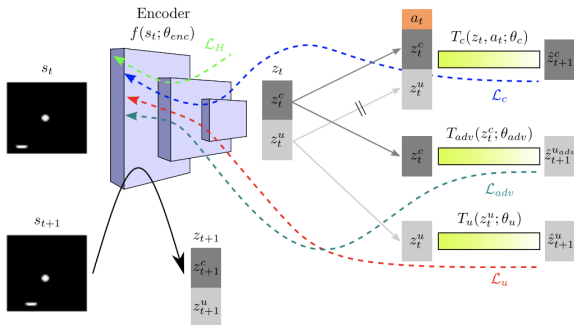 Encoder
f(s_t; θ_enc)
s_t
s_{t+1}
𝓛_H
z_t
z_t^c
z_t^u
z_{t+1}
z_{t+1}^c
z_{t+1}^u
a_t
z_t^c
z_t^u
T_c(z_t, a_t; θ_c)
ẑ_{t+1}^c
𝓛_c
z_t^c
T_adv(z_t^c; θ_adv)
ẑ_{t+1}^{u_adv}
𝓛_adv
z_t^u
T_u(z_t^u; θ_u)
ẑ_{t+1}^u
𝓛_u